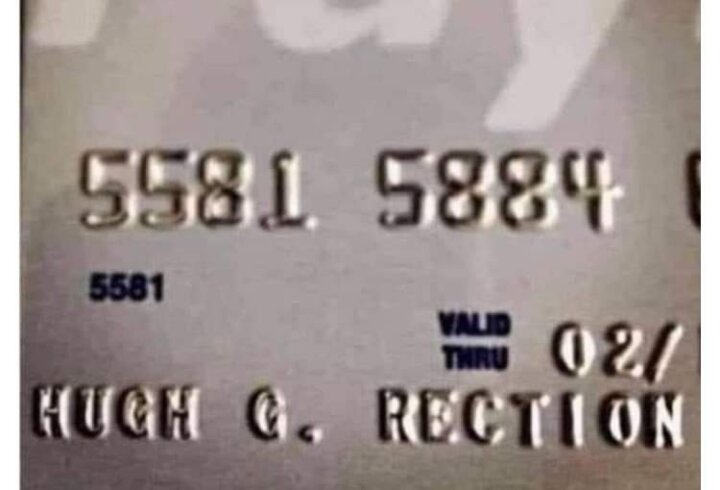 5581 5884
5581
VALID
THRU 02/
HUGH G. RECTION